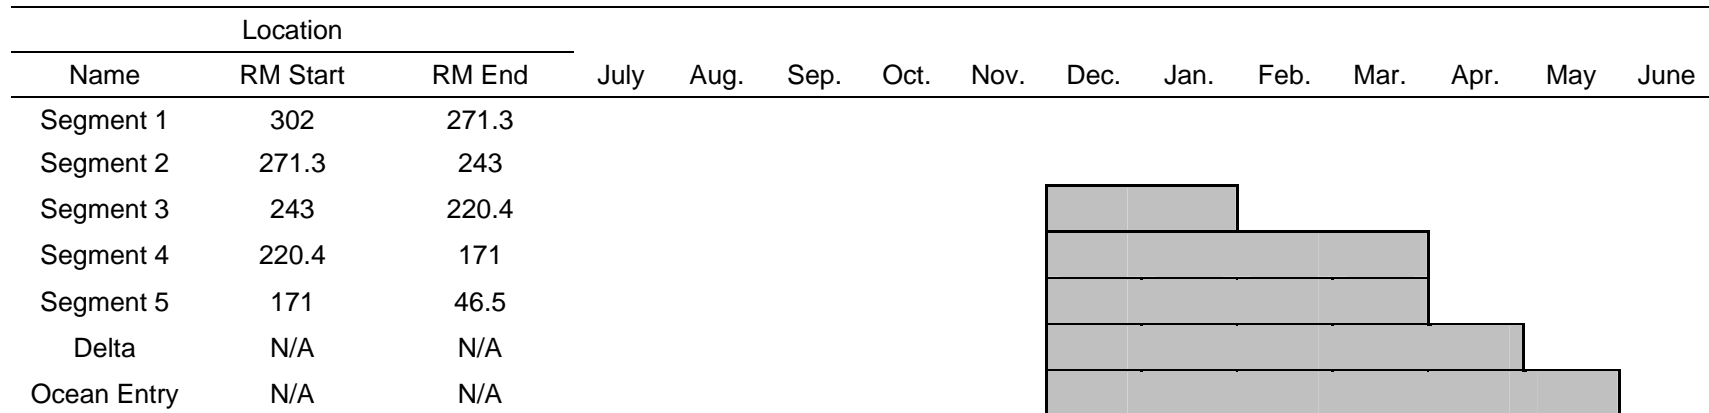 Location
Name RM Start RM End July Aug. Sep. Oct. Nov. Dec. Jan. Feb. Mar. Apr. May June
Segment 1 302 271.3
Segment 2 271.3 243
Segment 3 243 220.4
Segment 4 220.4 171
Segment 5 171 46.5
Delta N/A N/A
Ocean Entry N/A N/A